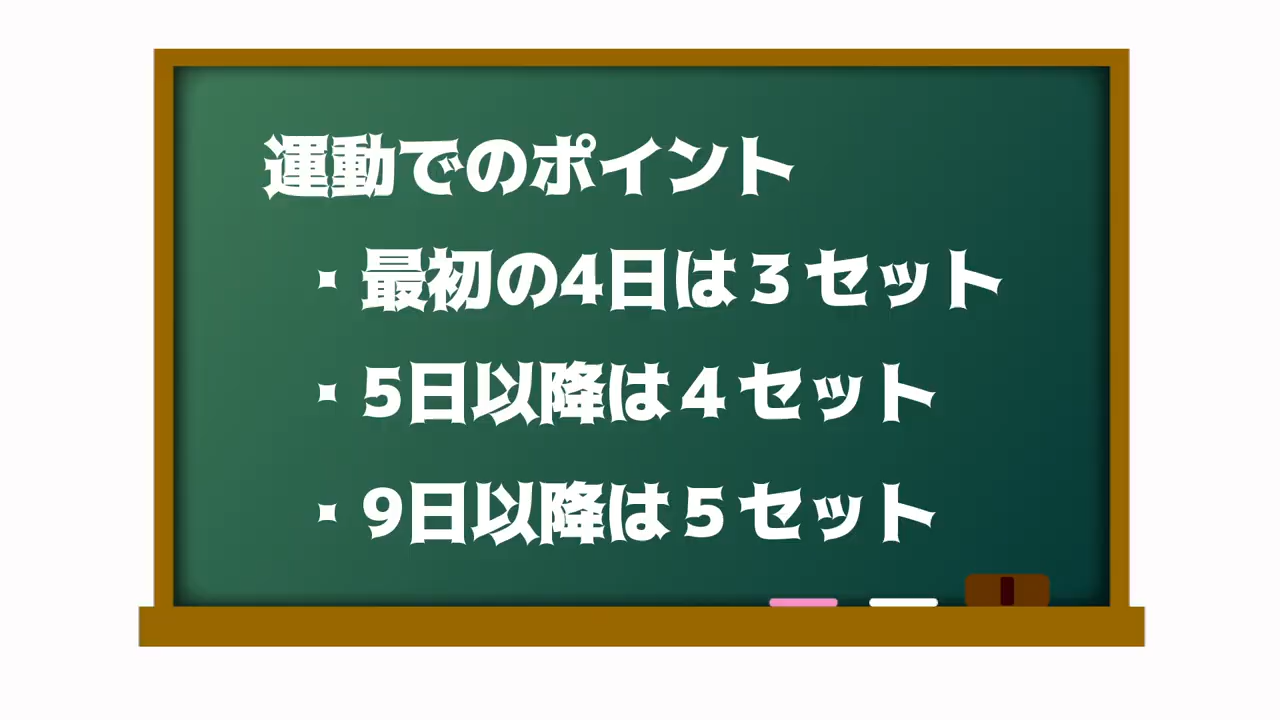 運動でのポイント
・最初の4日は３セット
・5日以降は４セット
・9日以降は５セット